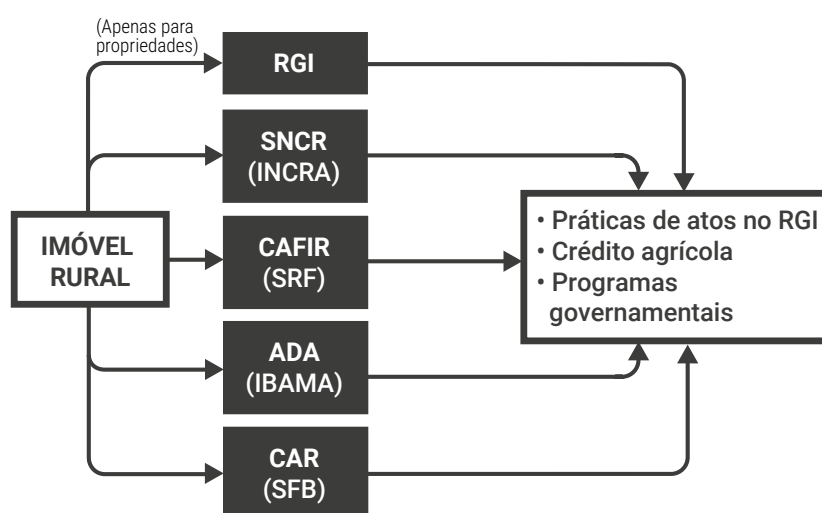 (Apenas para
propriedades)
RGI
SNCR
(INCRA)
IMÓVEL
RURAL
CAFIR
(SRF)
ADA
(IBAMA)
CAR
(SFB)
• Práticas de atos no RGI
• Crédito agrícola
• Programas
governamentais